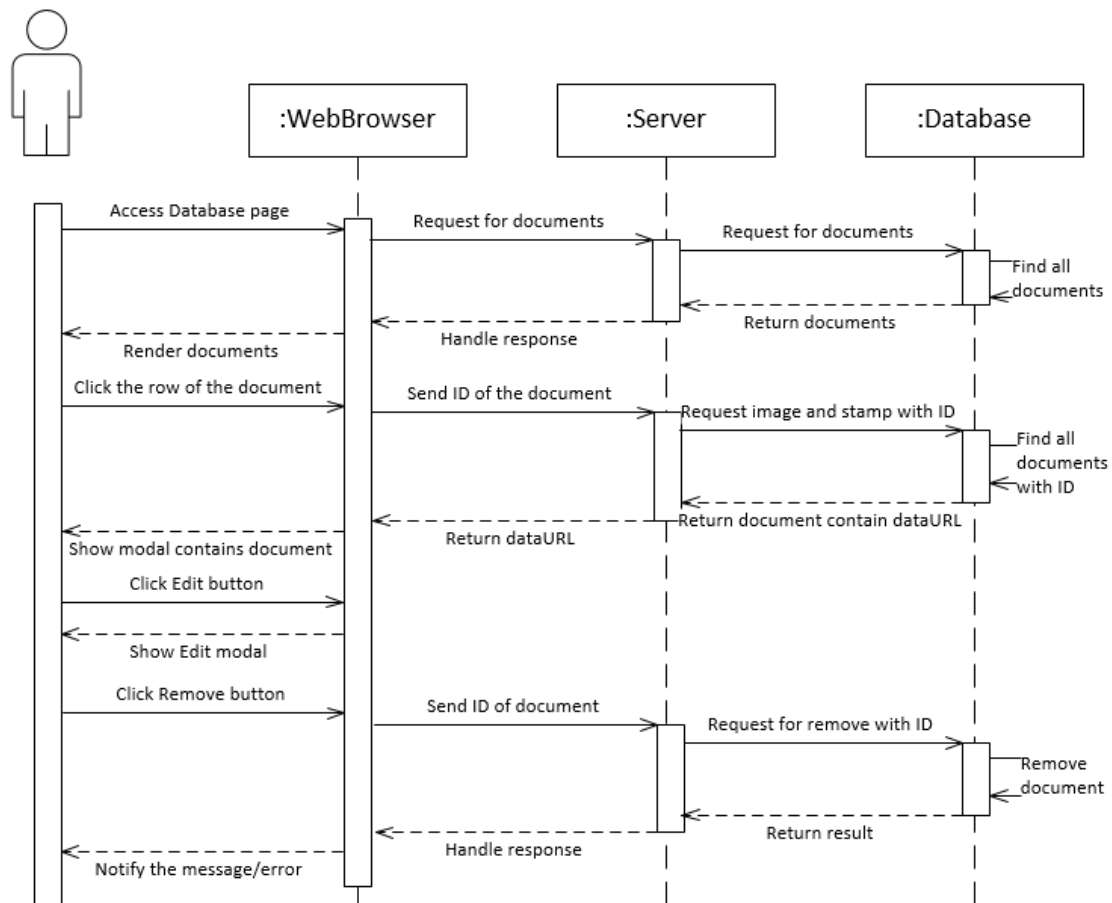 :WebBrowser
:Server
:Database
Access Database page
Request for documents
Request for documents
Find all
documents
Return documents
Handle response
Render documents
Click the row of the document
Send ID of the document
Request image and stamp with ID
Find all
documents
with ID
Return document contain dataURL
Return dataURL
Show modal contains document
Click Edit button
Show Edit modal
Click Remove button
Send ID of document
Request for remove with ID
Remove
document
Return result
Handle response
Notify the message/error